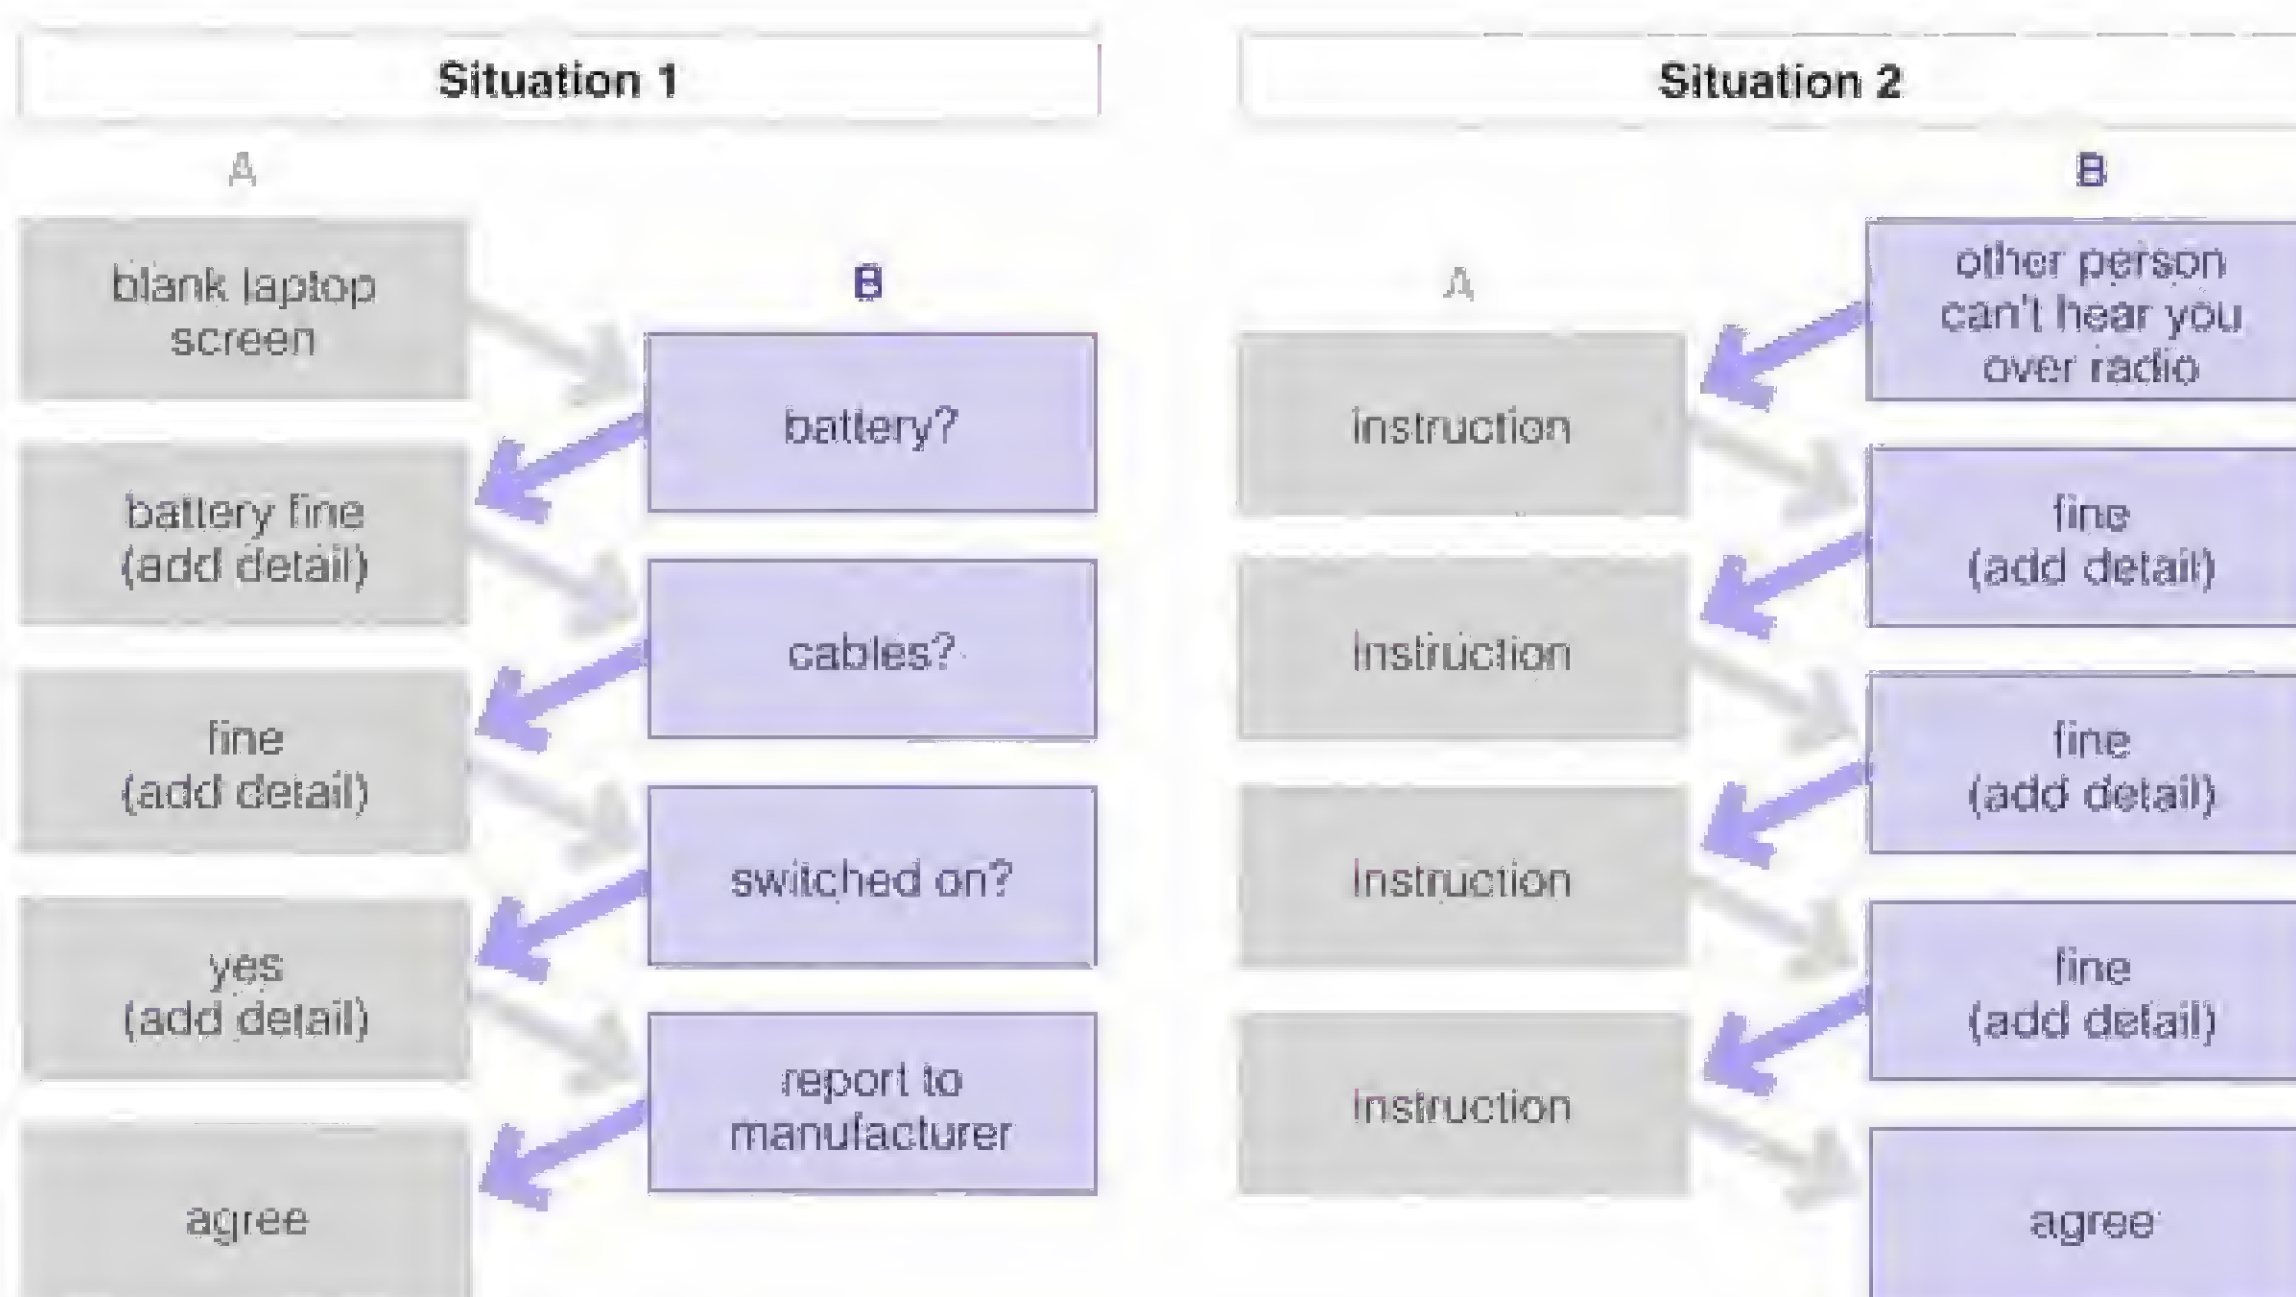 Situation 1
A
blank laptop
screen
B
battery?
battery fine
(add detail)
cables?
fine
(add detail)
switched on?
yes
(add detail)
report to
manufacturer
agree
Situation 2
B
other person
can't hear you
over radio
A
instruction
fine
(add detail)
instruction
fine
(add detail)
instruction
fine
(add detail)
instruction
agree